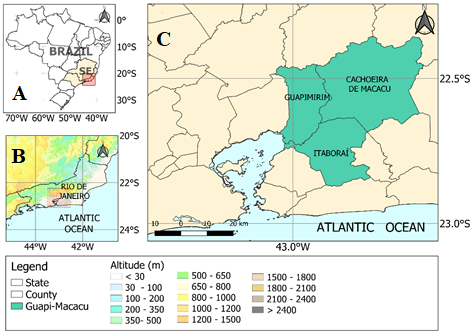 0°
10°S
20°S
30°S
BRAZIL
SE
A
70°W 60°W 50°W 40°W
B
20°S
22°S
24°S
RIO DE
JANEIRO
ATLANTIC
OCEAN
44°W 42°W
C
22.5°S
23.0°S
CACHOEIRA
DE MACACU
GUAPIMIRIM
ITABORAÍ
10 0 10 20 km
ATLANTIC OCEAN
43.0°W
Legend
State
County
Guapi-Macacu
Altitude (m)
< 30
30 - 100
100 - 200
200 - 350
350- 500
500 - 650
650 - 800
800 - 1000
1000 - 1200
1200 - 1500
1500 - 1800
1800 - 2100
2100 - 2400
> 2400